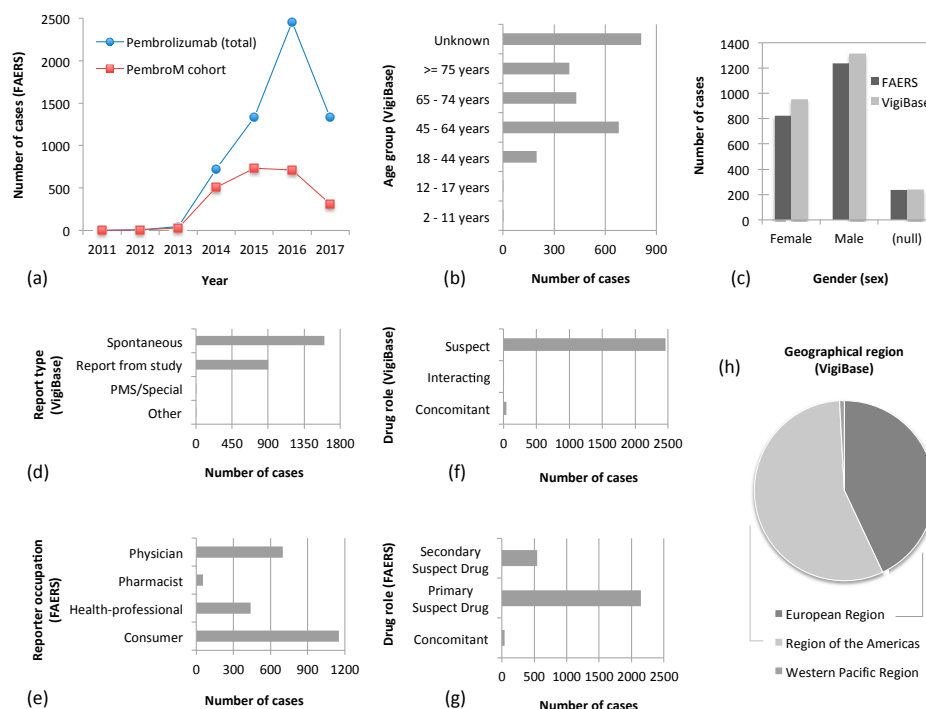 2500
2000
1500
1000
500
0
Number of cases (FAERS)
Pembrolizumab (total)
PembroM cohort
2011 2012 2013 2014 2015 2016 2017
(a)
Year
Age group (VigiBase)
Unknown
>= 75 years
65 - 74 years
45 - 64 years
18 - 44 years
12 - 17 years
2 - 11 years
0 300 600 900
(b)
Number of cases
Number of cases
1400
1200
1000
800
600
400
200
0
FAERS
VigiBase
Female Male (null)
(c)
Gender (sex)
Report type
(VigiBase)
Spontaneous
Report from study
PMS/Special
Other
0 450 900 1350 1800
(d)
Number of cases
Drug role (VigiBase)
Suspect
Interacting
Concomitant
0 500 1000 1500 2000 2500
(f)
Number of cases
Reporter occupation
(FAERS)
Physician
Pharmacist
Health-professional
Consumer
0 300 600 900 1200
(e)
Number of cases
Drug role (FAERS)
Secondary
Suspect Drug
Primary
Suspect Drug
Concomitant
0 500 1000 1500 2000 2500
(g)
Number of cases
(h)
Geographical region
(VigiBase)
European Region
Region of the Americas
Western Pacific Region